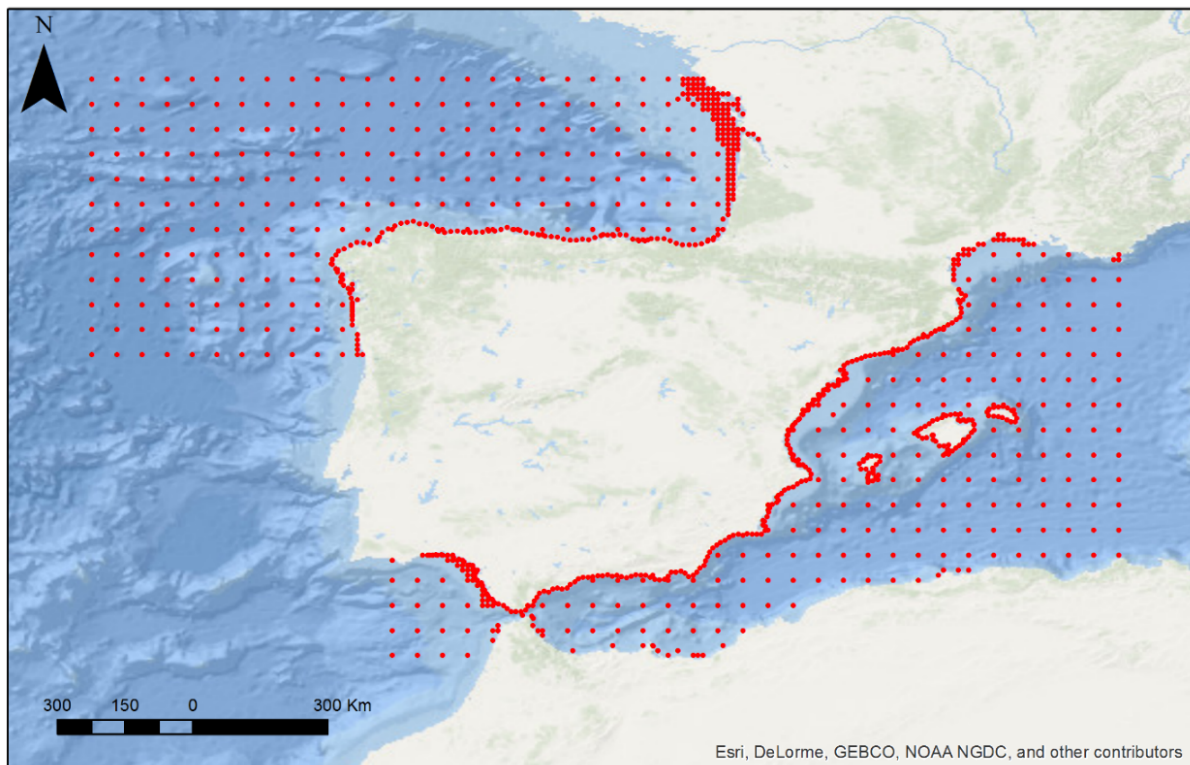 N
300 150 0 300 Km
Esri, DeLorme, GEBCO, NOAA NGDC, and other contributors